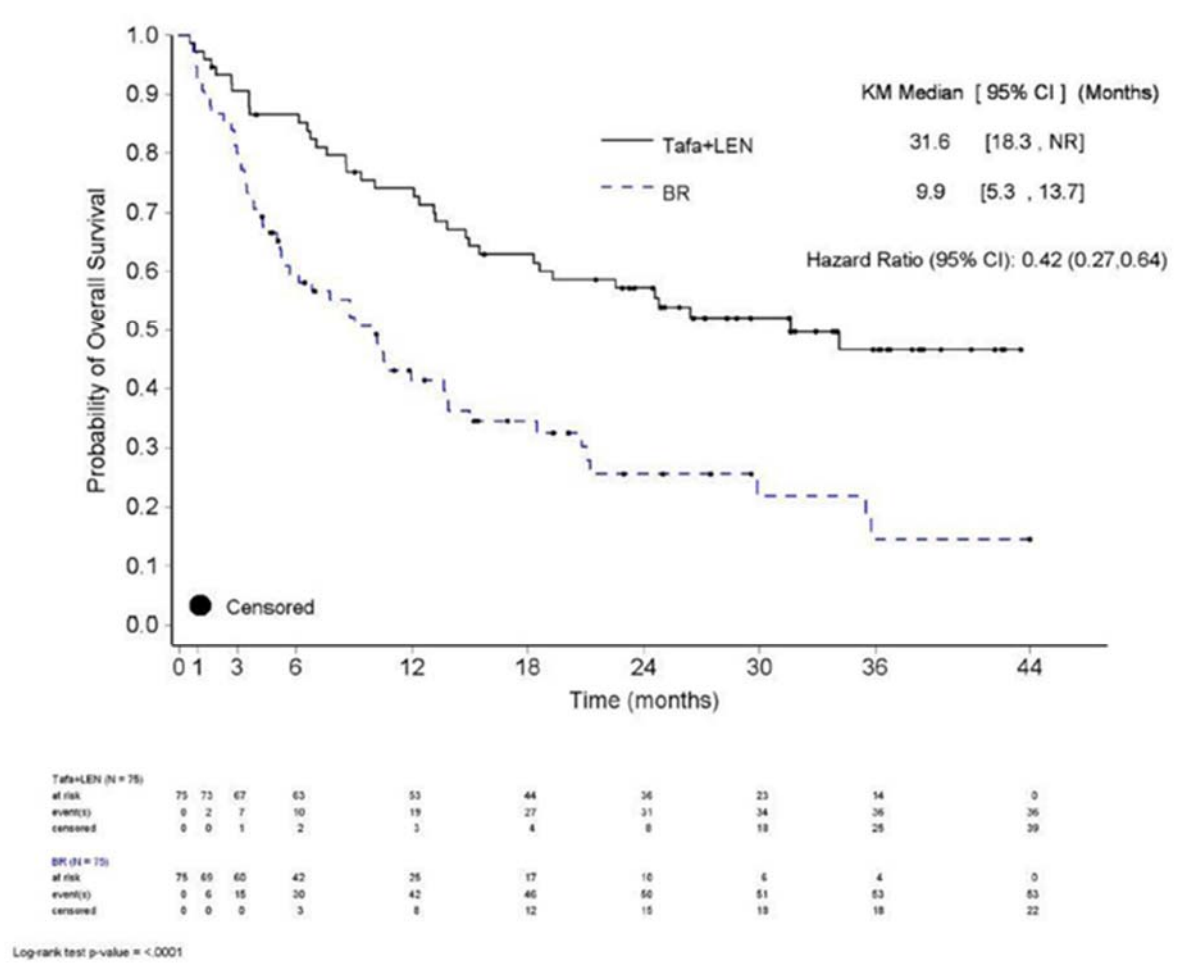 1.0
0.9
0.8
0.7
0.6
0.5
0.4
0.3
0.2
0.1
0.0
Probability of Overall Survival
KM Median [ 95% CI ] (Months)
Tafa+LEN 31.6 [18.3 , NR]
BR 9.9 [5.3 , 13.7]
Hazard Ratio (95% CI): 0.42 (0.27,0.64)
Censored
0 1 3 6 12 18 24 30 36 44
Time (months)
Tafa+LEN (N = 75)
at risk 75 73 67 63 53 44 36 23 14 0
event(s) 0 2 7 10 19 27 31 34 36 36
censored 0 0 1 2 3 4 8 18 25 39
BR (N = 75)
at risk 75 69 60 42 25 17 10 6 4 0
event(s) 0 6 15 30 42 46 50 51 53 53
censored 0 0 0 3 8 12 15 18 18 22
Log-rank test p-value = <.0001